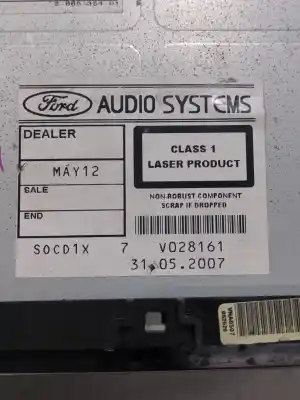 Ford AUDIO SYSTEMS
DEALER
MAY12
SALE
END
CLASS 1
LASER PRODUCT
NON-ROBUST COMPONENT
SCRAP IF DROPPED
SOCD1X 7 V028161
31.05.2007